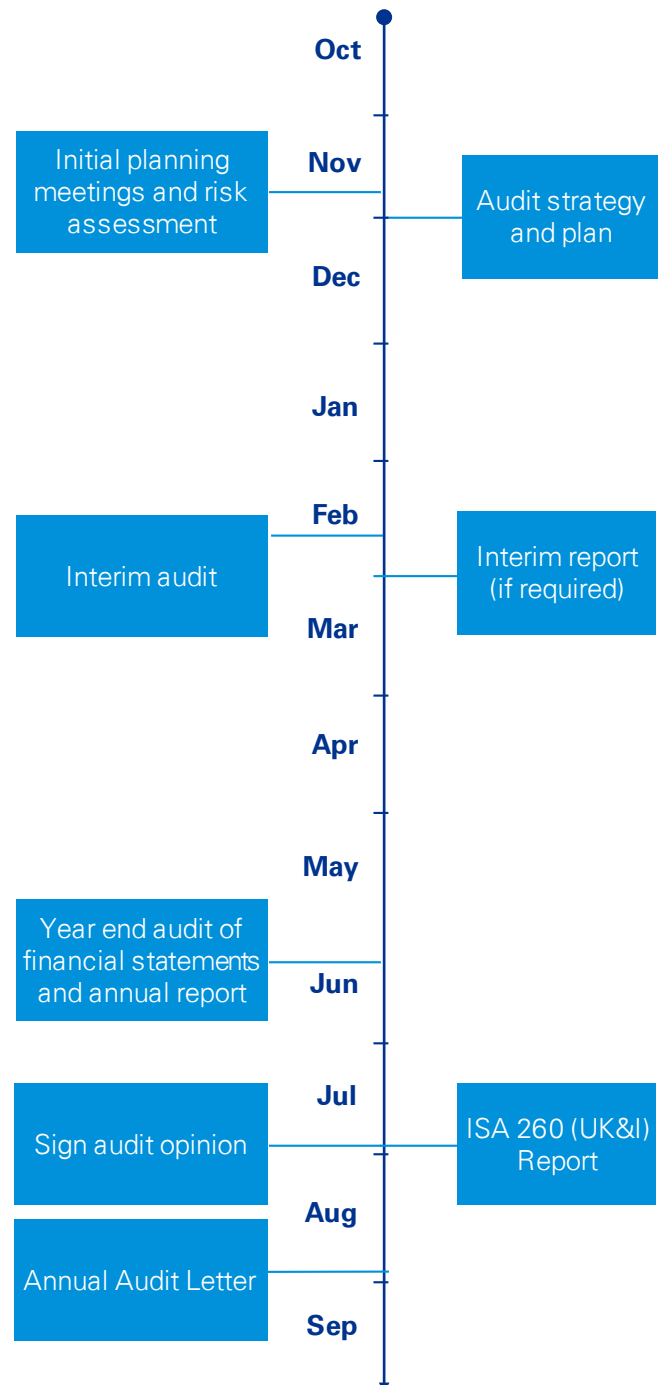 Oct
Nov
Initial planning
meetings and risk
assessment
Audit strategy
and plan
Dec
Jan
Feb
Interim audit
Interim report
(if required)
Mar
Apr
May
Year end audit of
financial statements
and annual report
Jun
Jul
Sign audit opinion
ISA 260 (UK&I)
Report
Aug
Annual Audit Letter
Sep